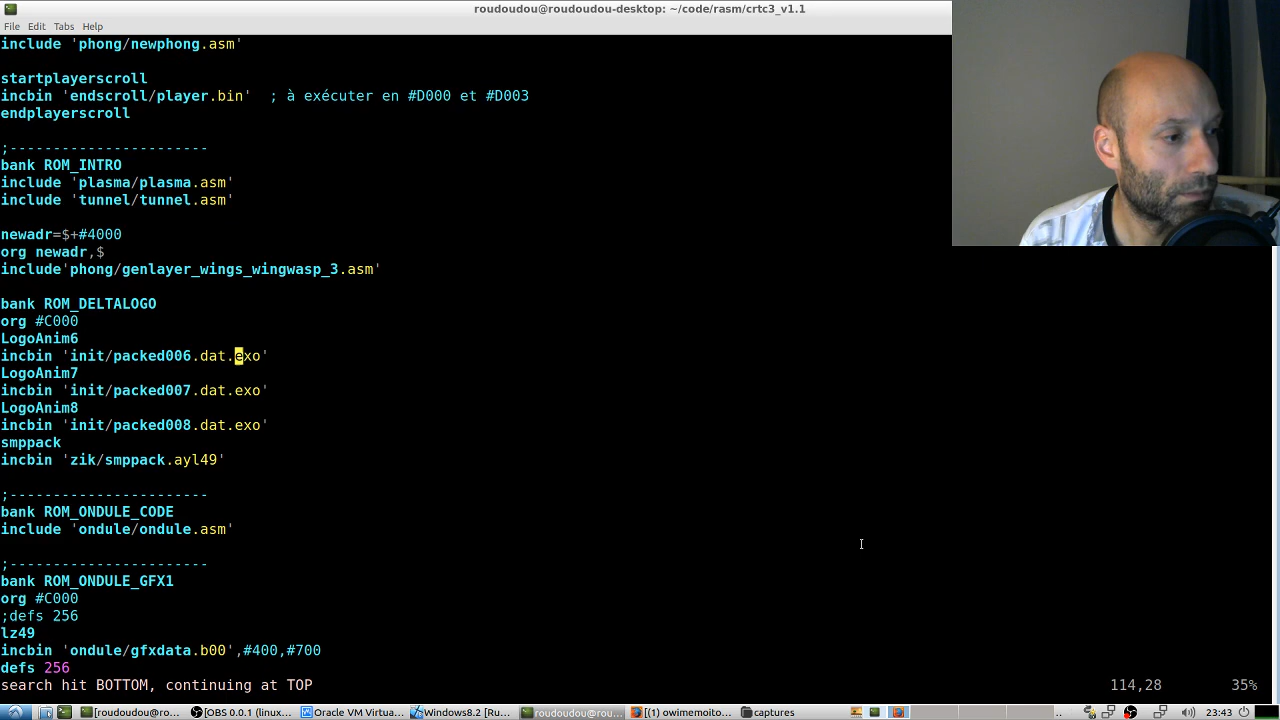 roudoudou@roudoudou-desktop: ~/code/rasm/crtc3_v1.1
File Edit Tabs Help
include 'phong/newphong.asm'
startplayerscroll
incbin 'endscroll/player.bin' ; à exécuter en #D000 et #D003
endplayerscroll
;-----------------------
bank ROM_INTRO
include 'plasma/plasma.asm'
include 'tunnel/tunnel.asm'
newadr=$+#4000
org newadr,$
include'phong/genlayer_wings_wingwasp_3.asm'
bank ROM_DELTALOGO
org #C000
LogoAnim6
incbin 'init/packed006.dat.exo'
LogoAnim7
incbin 'init/packed007.dat.exo'
LogoAnim8
incbin 'init/packed008.dat.exo'
smppack
incbin 'zik/smppack.ayl49'
;-----------------------
bank ROM_ONDULE_CODE
include 'ondule/ondule.asm'
;-----------------------
bank ROM_ONDULE_GFX1
org #C000
;defs 256
lz49
incbin 'ondule/gfxdata.b00',#400,#700
defs 256
search hit BOTTOM, continuing at TOP 114,28 35%
[roudoudou@ro... [OBS 0.0.1 (linux... Oracle VM Virtua... Windows8.2 [Ru... roudoudou@rou... [(1) owimemoito... captures 23:43